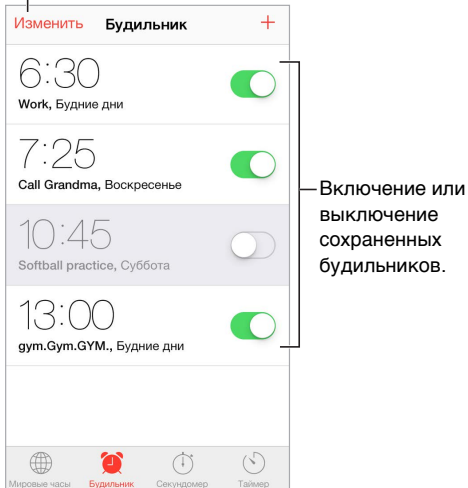 Изменить Будильник +
6:30
Work, Будние дни
7:25
Call Grandma, Воскресенье
10:45
Softball practice, Суббота
13:00
gym.Gym.GYM., Будние дни
Включение или
выключение
сохраненных
будильников.
Мировые часы Будильник Секундомер Таймер